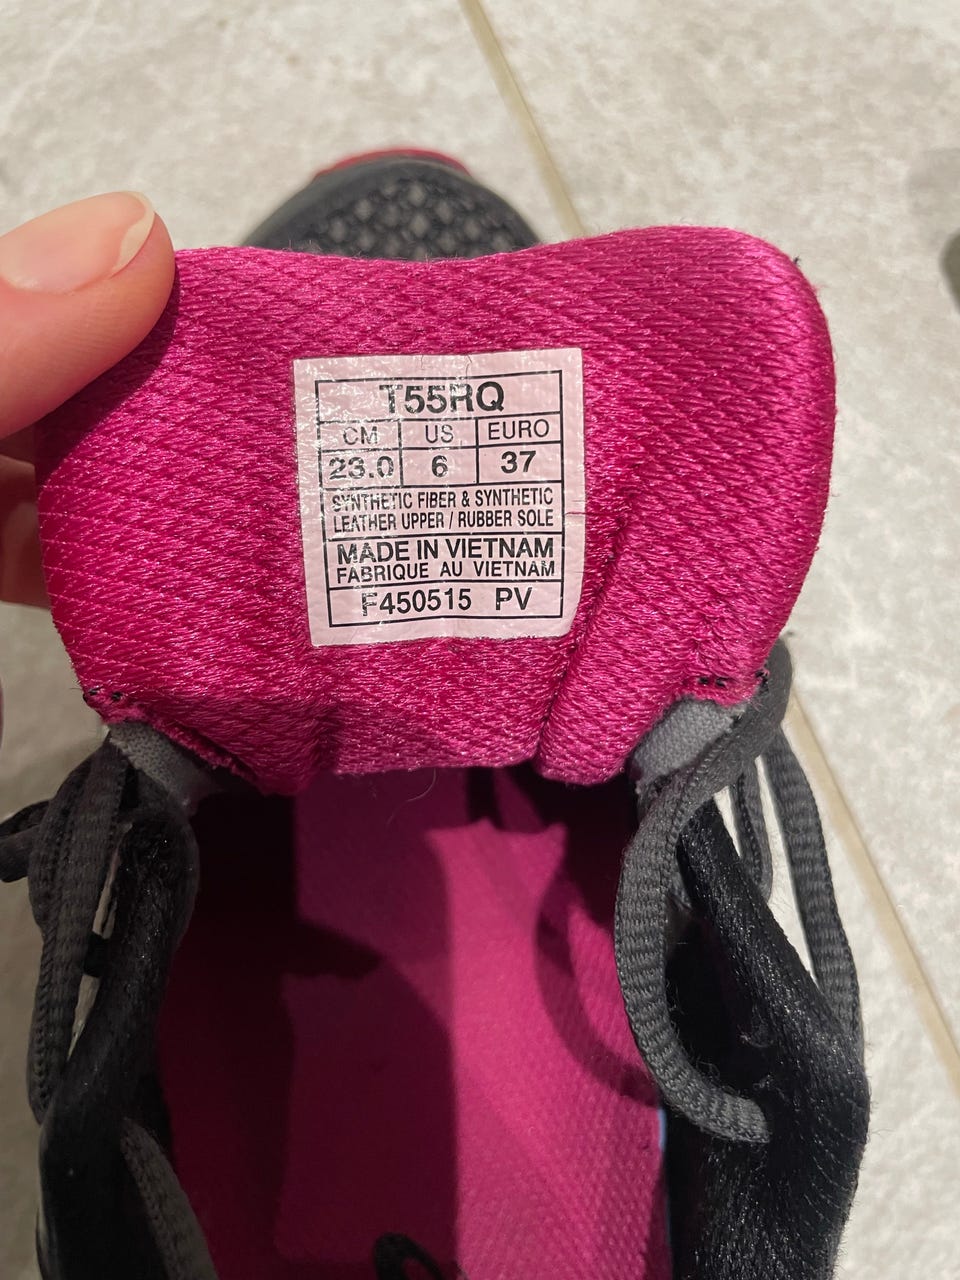 T55RQ
CM US EURO
23.0 6 37
SYNTHETIC FIBER & SYNTHETIC
LEATHER UPPER / RUBBER SOLE
MADE IN VIETNAM
FABRIQUE AU VIETNAM
F450515 PV